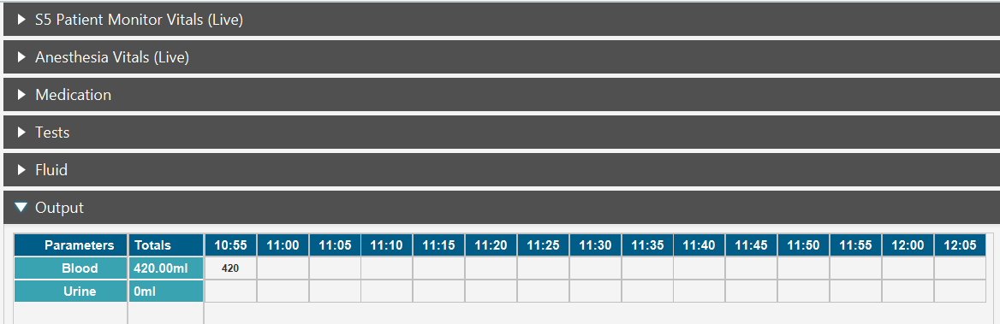 S5 Patient Monitor Vitals (Live)
Anesthesia Vitals (Live)
Medication
Tests
Fluid
Output
Parameters Totals 10:55 11:00 11:05 11:10 11:15 11:20 11:25 11:30 11:35 11:40 11:45 11:50 11:55 12:00 12:05
Blood 420.00ml 420
Urine 0ml